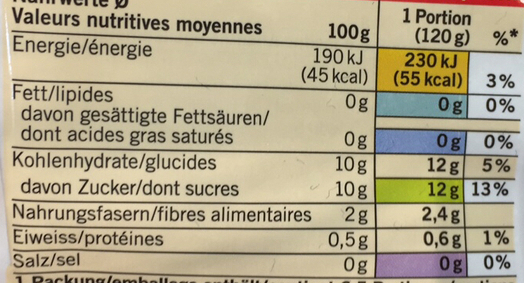 Nährwerte Ø
Valeurs nutritives moyennes 100g 1 Portion (120g) %*
Energie/énergie 190 kJ (45 kcal) 230 kJ (55 kcal) 3%
Fett/lipides 0g 0g 0%
davon gesättigte Fettsäuren/
dont acides gras saturés 0g 0g 0%
Kohlenhydrate/glucides 10g 12g 5%
davon Zucker/dont sucres 10g 12g 13%
Nahrungsfasern/fibres alimentaires 2g 2,4g
Eiweiss/protéines 0,5g 0,6g 1%
Salz/sel 0g 0g 0%
1 Packung/emballage